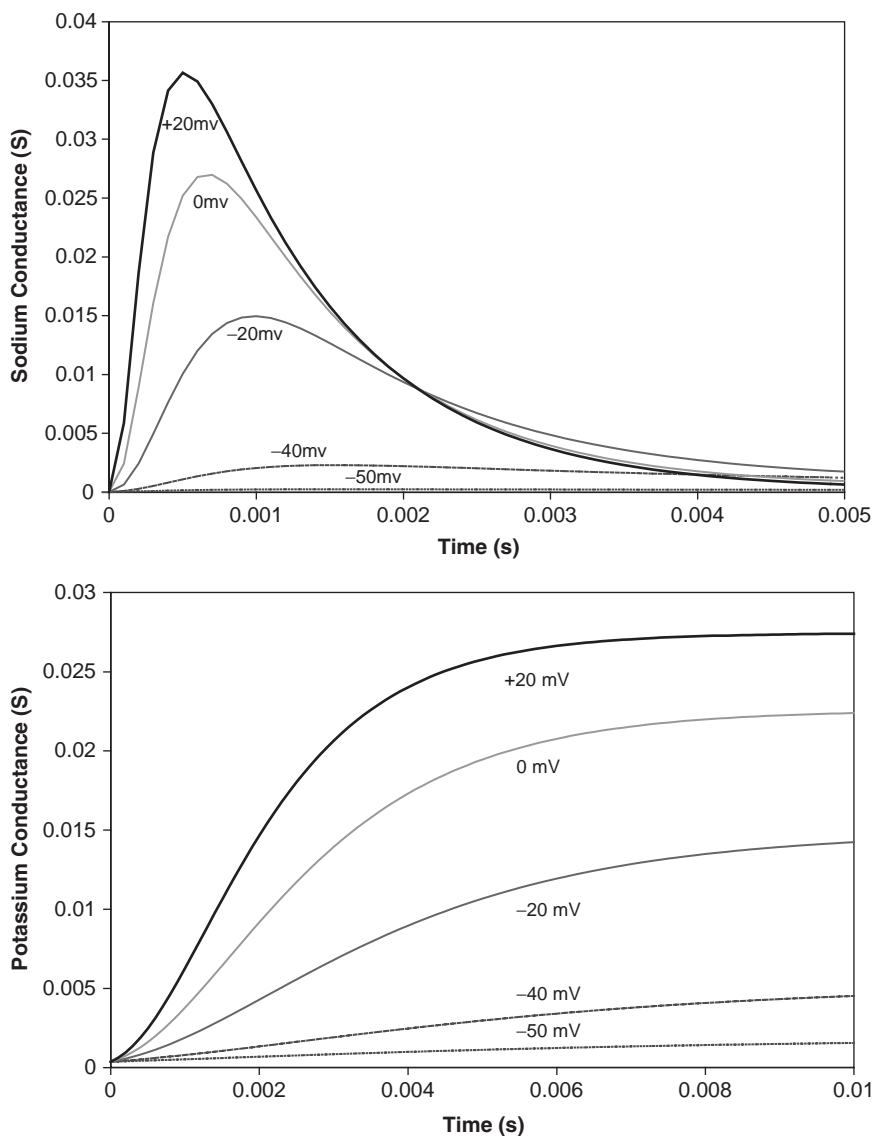 0.04
0.035
0.03
0.025
0.02
0.015
0.01
0.005
0
Sodium Conductance (S)
+20mv
0mv
–20mv
–40mv
–50mv
0 0.001 0.002 0.003 0.004 0.005
Time (s)
0.03
0.025
0.02
0.015
0.01
0.005
0
Potassium Conductance (S)
+20 mV
0 mV
–20 mV
–40 mV
–50 mV
0 0.002 0.004 0.006 0.008 0.01
Time (s)